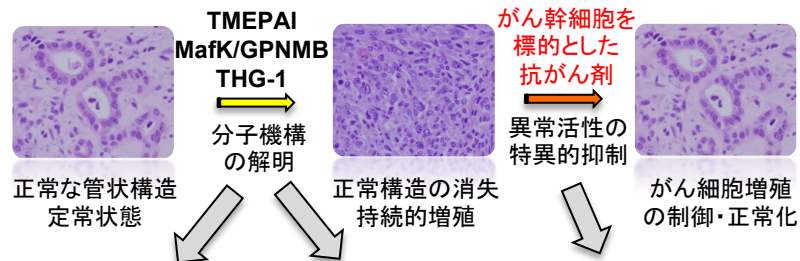 TMEPAI
MafK/GPNMB
THG-1
分子機構
の解明
がん幹細胞を
標的とした
抗がん剤
異常活性の
特異的抑制
正常な管状構造
定常状態
正常構造の消失
持続的増殖
がん細胞増殖
の制御・正常化